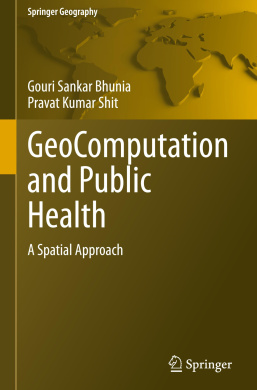 Springer Geography
Gouri Sankar Bhunia
Pravat Kumar Shit
GeoComputation
and Public
Health
A Spatial Approach
Springer